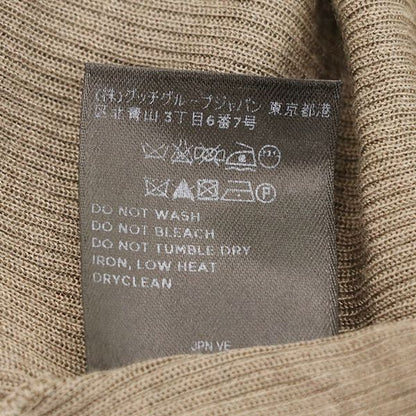 (株)グッチグループジャパン 東京都港
区北青山3丁目6番7号
DO NOT WASH
DO NOT BLEACH
DO NOT TUMBLE DRY
IRON, LOW HEAT
DRYCLEAN
JPN VE